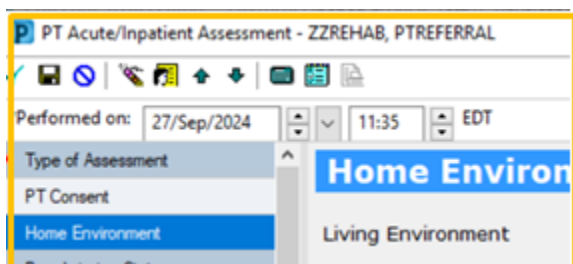 PT Acute/Inpatient Assessment - ZZREHAB, PTREFERRAL
Performed on: 27/Sep/2024 11:35 EDT
Type of Assessment
Home Environ
PT Consent
Home Environment
Living Environment